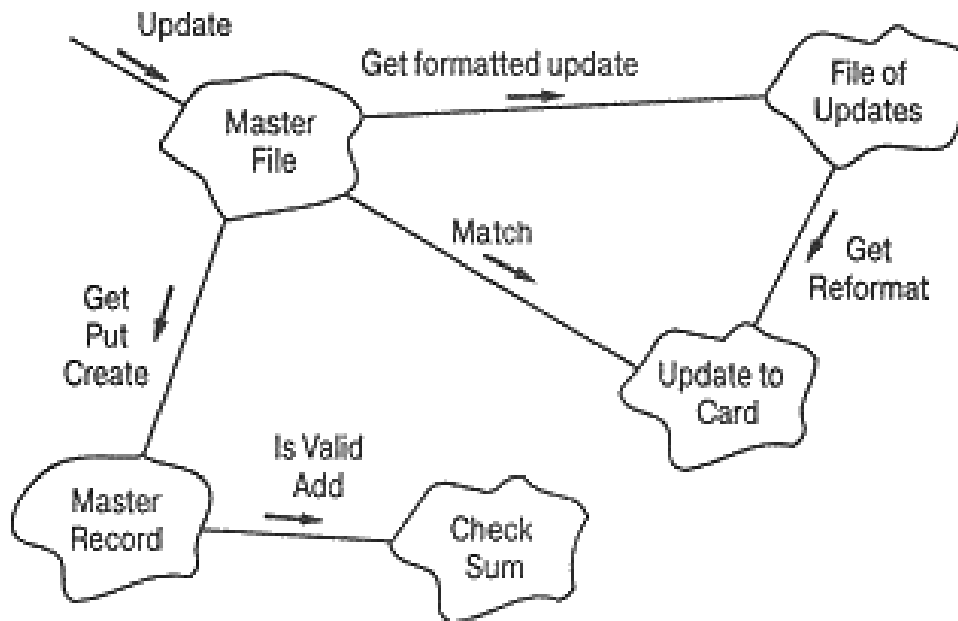 Update
Get formatted update
File of
Updates
Master
File
Match
Get
Reformat
Get
Put
Create
Update to
Card
Is Valid
Add
Master
Record
Check
Sum